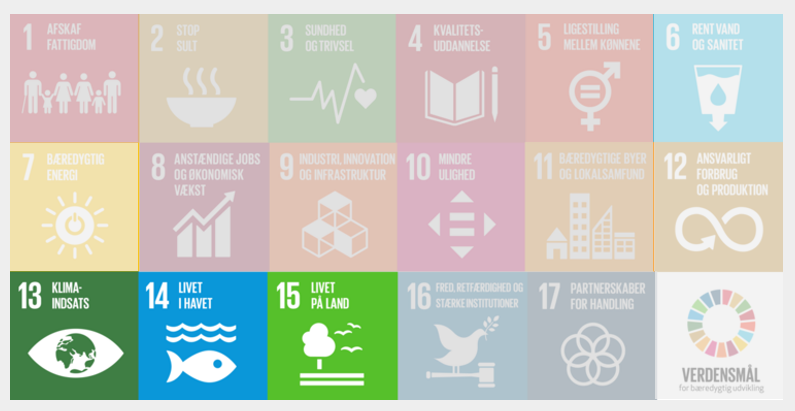 1 AFSKAF
FATTIGDOM
2 STOP
SULT
3 SUNDHED
OG TRIVSEL
4 KVALITETS-
UDDANNELSE
5 LIGESTILLING
MELLEM KØNNENE
6 RENT VAND
OG SANITET
7 BÆREDYGTIG
ENERGI
8 ANSTÆNDIGE JOBS
OG ØKONOMISK
VÆKST
9 INDUSTRI, INNOVATION
OG INFRASTRUKTUR
10 MINDRE
ULIGHED
11 BÆREDYGTIGE BYER
OG LOKALSAMFUND
12 ANSVARLIGT
FORBRUG
OG PRODUKTION
13 KLIMA-
INDSATS
14 LIVET
I HAVET
15 LIVET
PÅ LAND
16 FRED, RETFÆRDIGHED OG
STÆRKE INSTITUTIONER
17 PARTNERSKABER
FOR HANDLING
VERDENSMÅL
for bæredygtig udvikling